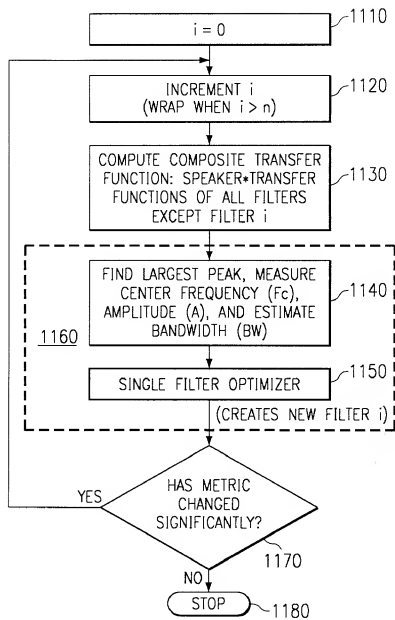 i = 0
1110
INCREMENT i
(WRAP WHEN i > n)
1120
COMPUTE COMPOSITE TRANSFER
FUNCTION: SPEAKER*TRANSFER
FUNCTIONS OF ALL FILTERS
EXCEPT FILTER i
1130
FIND LARGEST PEAK, MEASURE
CENTER FREQUENCY (Fc),
AMPLITUDE (A), AND ESTIMATE
BANDWIDTH (BW)
1140
1160
SINGLE FILTER OPTIMIZER
1150
(CREATES NEW FILTER i)
YES
HAS METRIC
CHANGED
SIGNIFICANTLY?
1170
NO
STOP
1180